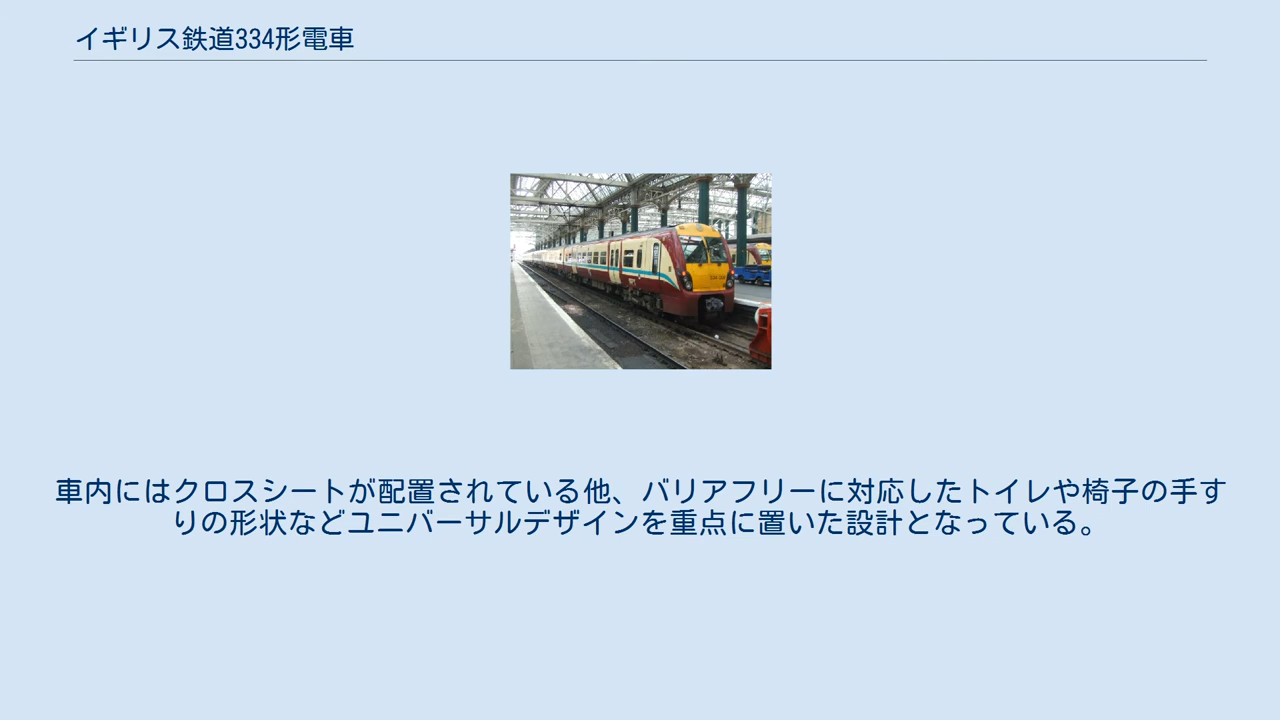 イギリス鉄道334形電車
車内にはクロスシートが配置されている他、バリアフリーに対応したトイレや椅子の手す
りの形状などユニバーサルデザインを重点に置いた設計となっている。